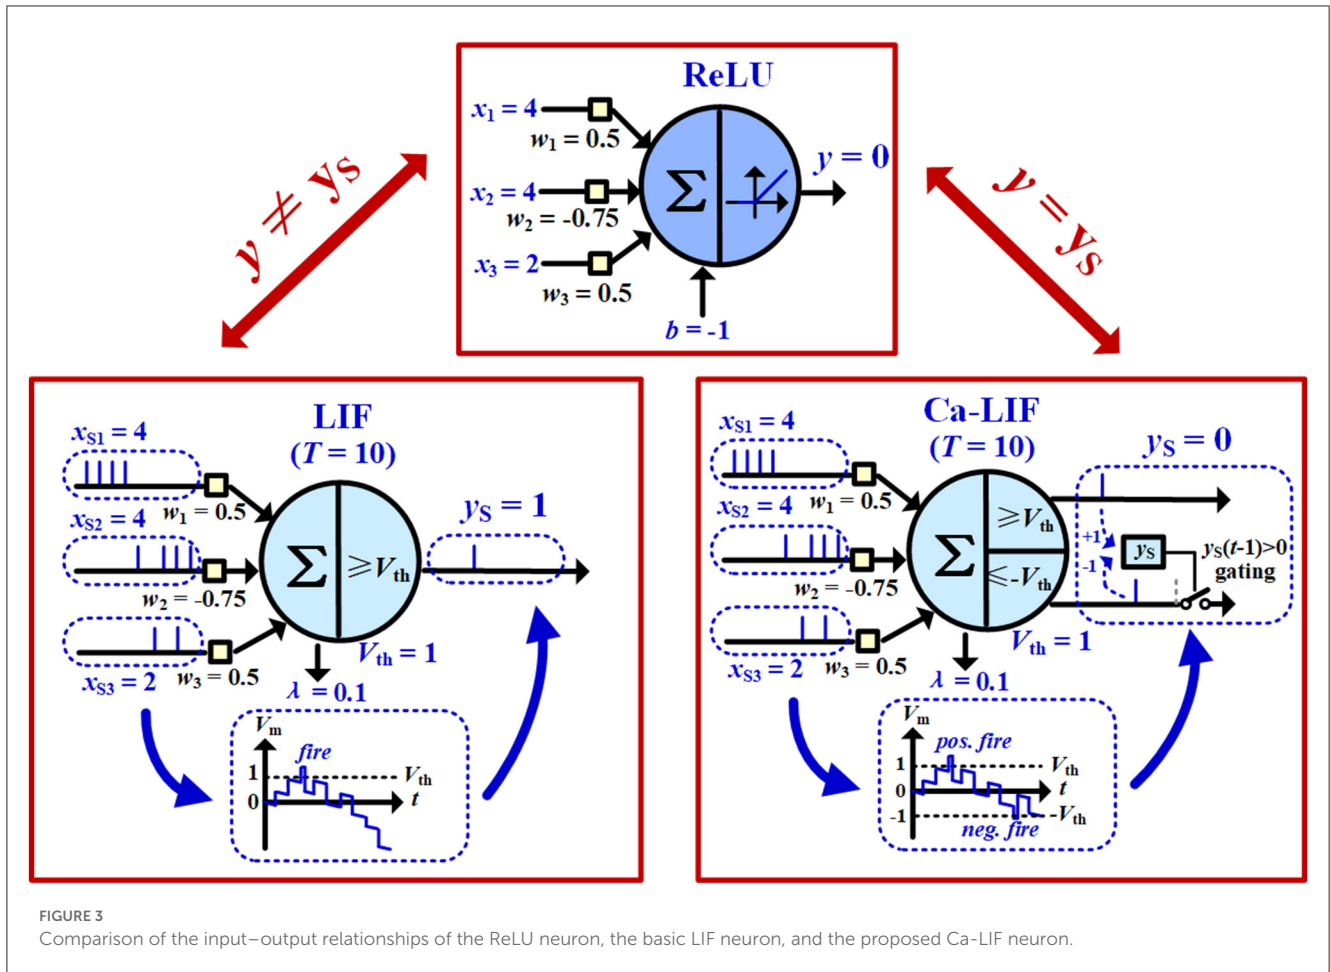 ReLU
x₁ = 4
w₁ = 0.5
x₂ = 4
w₂ = -0.75
x₃ = 2
w₃ = 0.5
Σ
b = -1
y = 0
y ≠ yS
y = yS
LIF
(T = 10)
xS1 = 4
w₁ = 0.5
xS2 = 4
w₂ = -0.75
xS3 = 2
w₃ = 0.5
Σ
⩾Vth
yS = 1
Vth = 1
λ = 0.1
Vm
fire
1
Vth
0
t
Ca-LIF
(T = 10)
xS1 = 4
w₁ = 0.5
xS2 = 4
w₂ = -0.75
xS3 = 2
w₃ = 0.5
Σ
⩾Vth
⩽-Vth
yS = 0
+1
-1
yS
yS(t-1)>0
gating
Vth = 1
λ = 0.1
Vm
pos. fire
1
Vth
0
t
-1
-Vth
neg. fire
FIGURE 3
Comparison of the input–output relationships of the ReLU neuron, the basic LIF neuron, and the proposed Ca-LIF neuron.